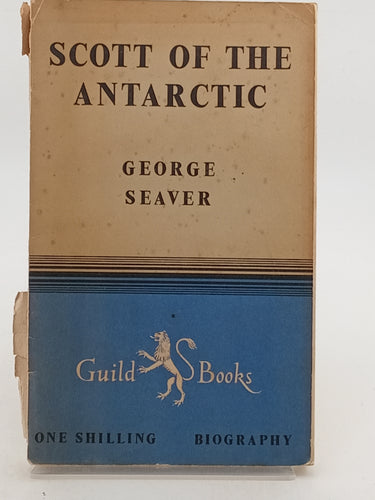 SCOTT OF THE
ANTARCTIC
GEORGE
SEAVER
Guild Books
ONE SHILLING BIOGRAPHY